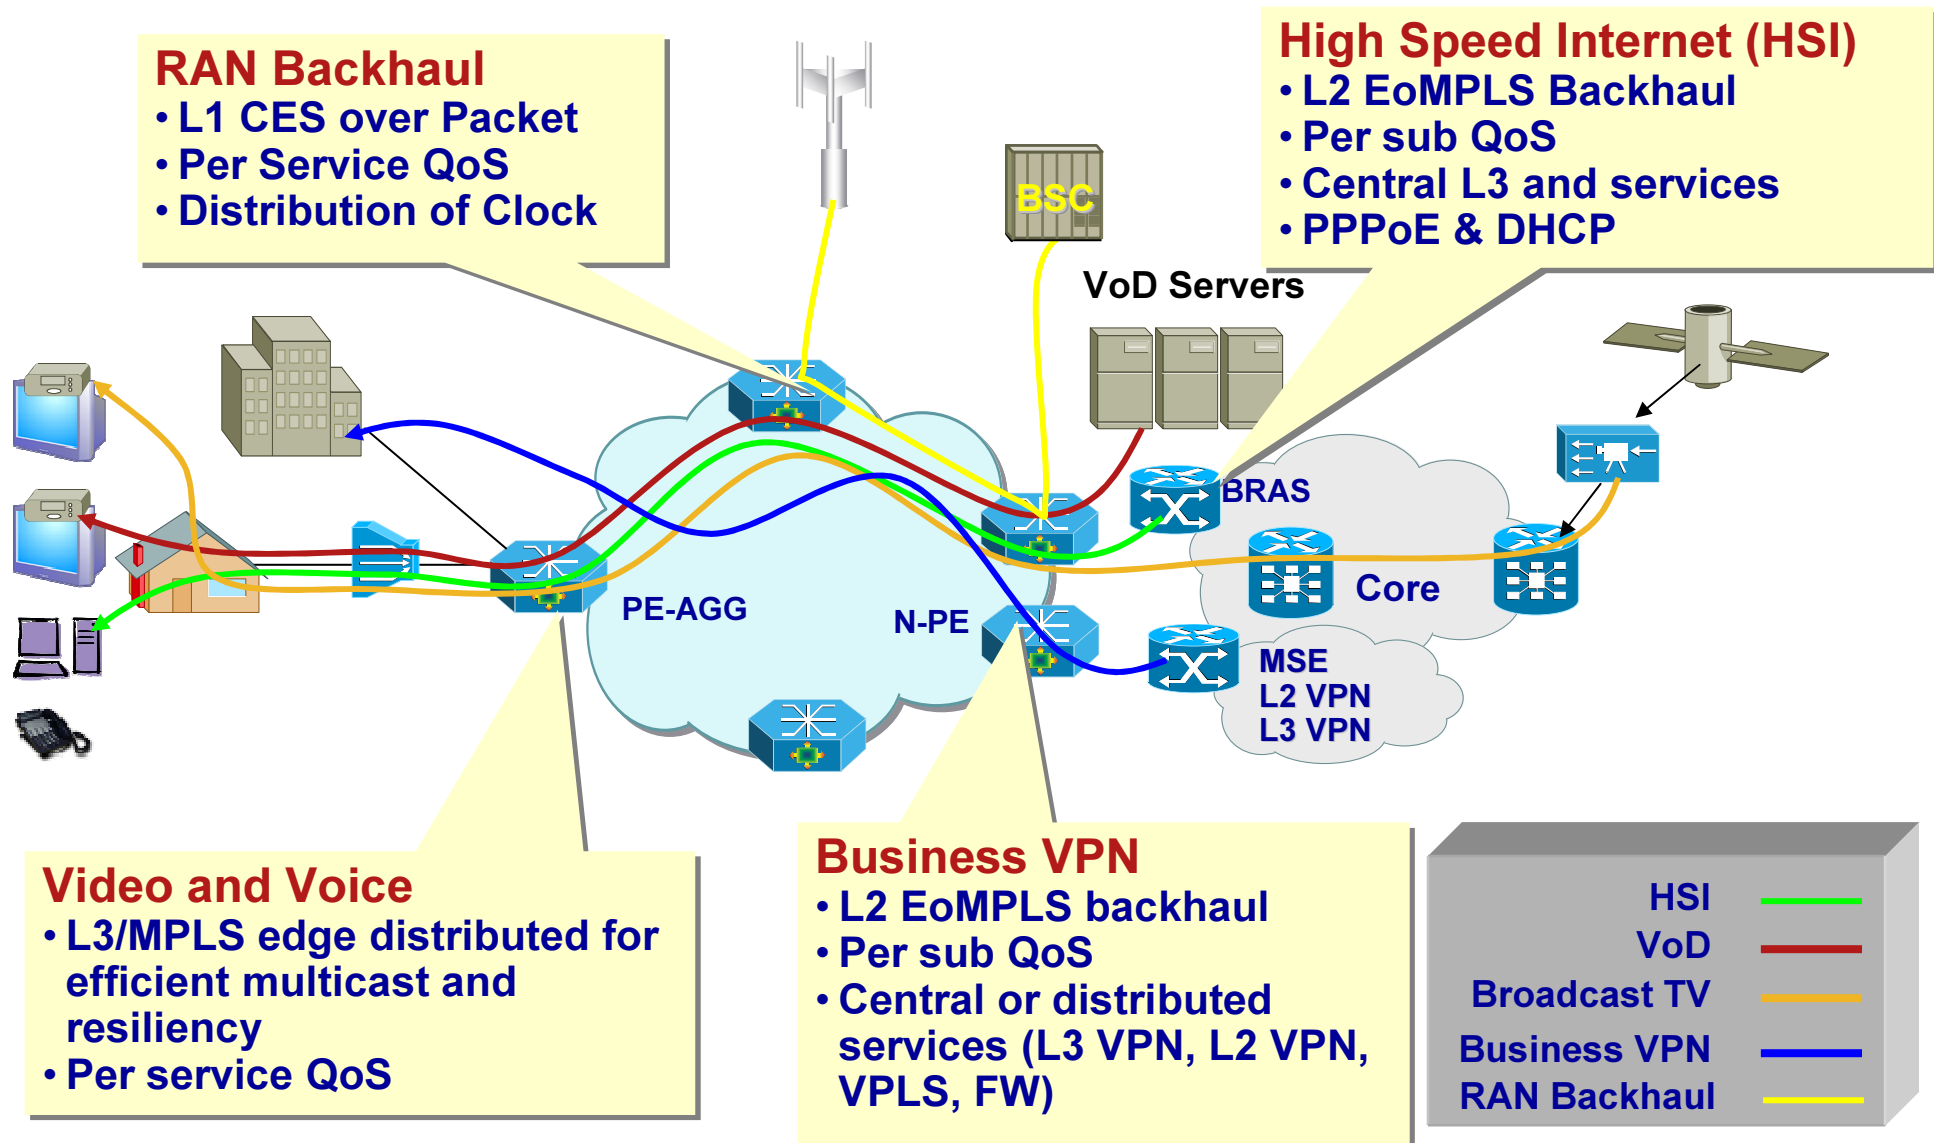 RAN Backhaul
• L1 CES over Packet
• Per Service QoS
• Distribution of Clock
High Speed Internet (HSI)
• L2 EoMPLS Backhaul
• Per sub QoS
• Central L3 and services
• PPPoE & DHCP
BSC
VoD Servers
BRAS
Core
PE-AGG
N-PE
MSE
L2 VPN
L3 VPN
Video and Voice
• L3/MPLS edge distributed for
efficient multicast and
resiliency
• Per service QoS
Business VPN
• L2 EoMPLS backhaul
• Per sub QoS
• Central or distributed
services (L3 VPN, L2 VPN,
VPLS, FW)
HSI
VoD
Broadcast TV
Business VPN
RAN Backhaul